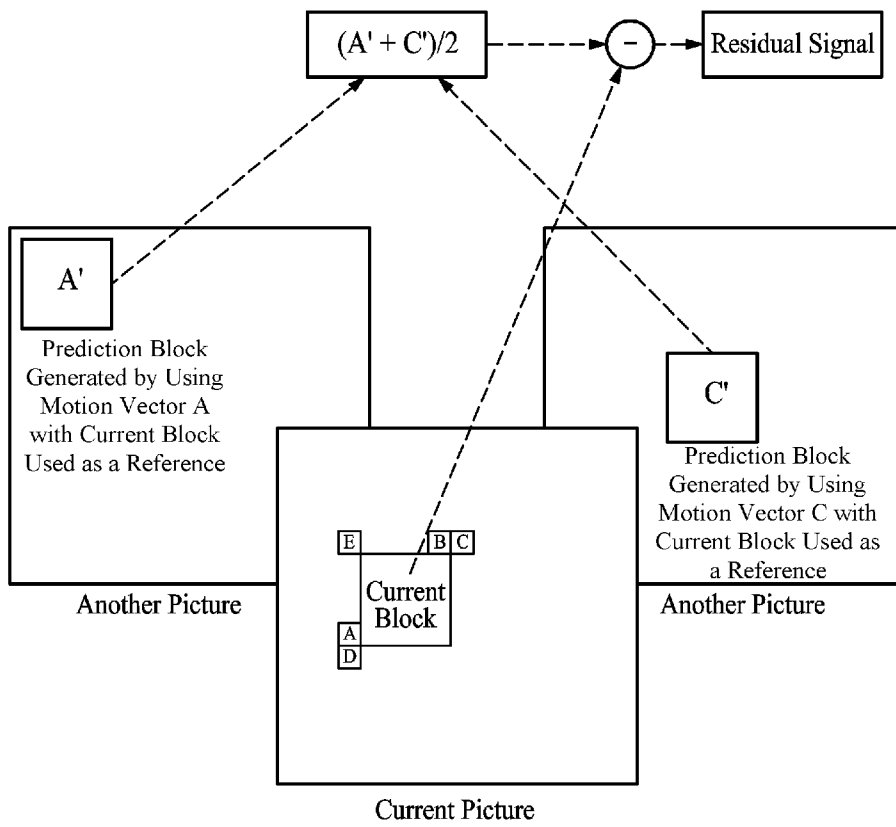 (A' + C')/2
−
Residual Signal
A'
Prediction Block
Generated by Using
Motion Vector A
with Current Block
Used as a Reference
C'
Prediction Block
Generated by Using
Motion Vector C with
Current Block Used as
a Reference
E
B
C
Current
Block
A
D
Another Picture
Another Picture
Current Picture